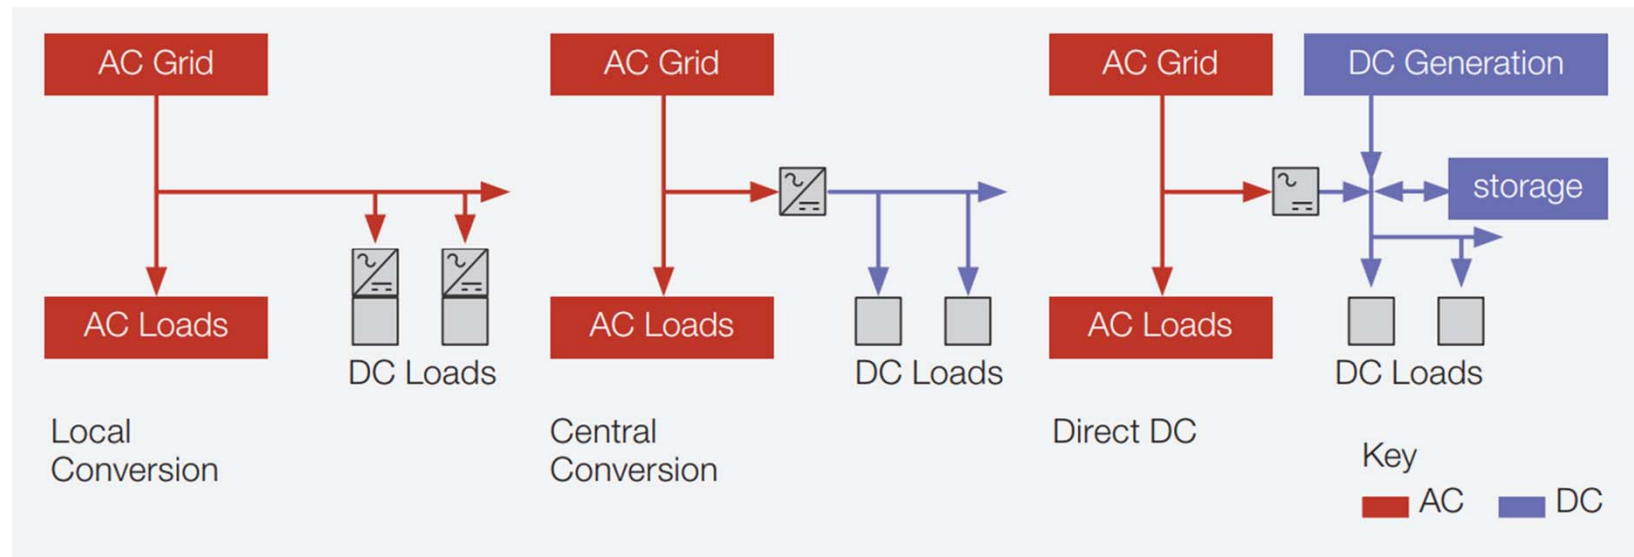 AC Grid
AC Loads
DC Loads
Local
Conversion
AC Grid
AC Loads
DC Loads
Central
Conversion
AC Grid
DC Generation
storage
AC Loads
DC Loads
Direct DC
Key
AC
DC